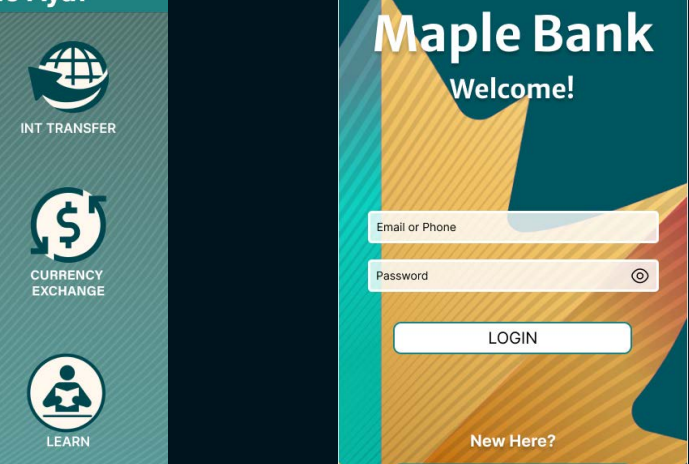 INT TRANSFER
CURRENCY
EXCHANGE
LEARN
Maple Bank
Welcome!
Email or Phone
Password
LOGIN
New Here?